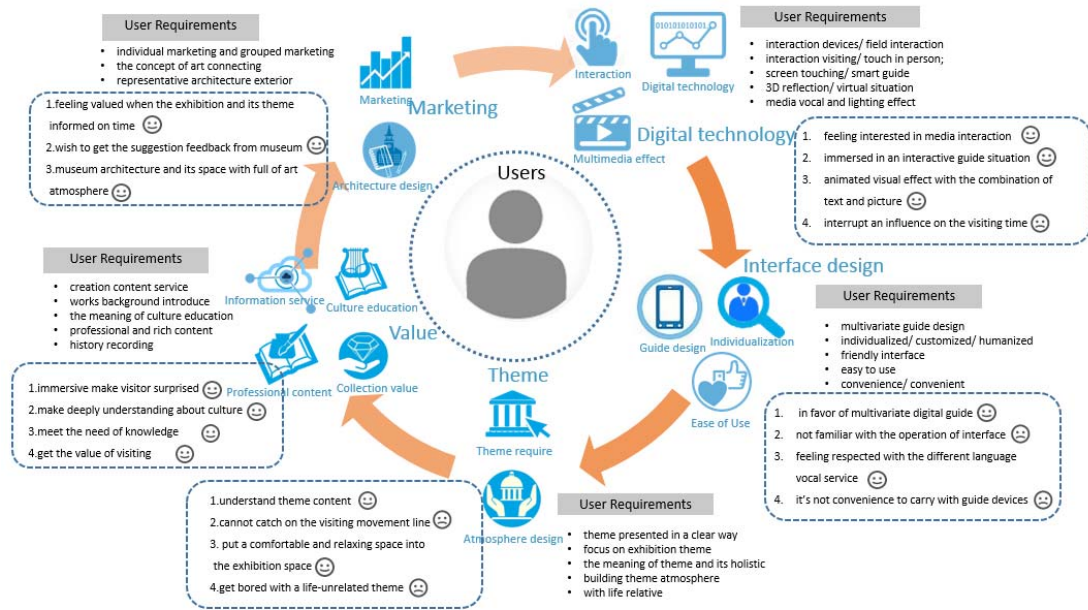 User Requirements
• individual marketing and grouped marketing
• the concept of art connecting
• representative architecture exterior
1.feeling valued when the exhibition and its theme
informed on time
2.wish to get the suggestion feedback from museum
3.museum architecture and its space with full of art
atmosphere
Marketing
Marketing
Architecture design
Interaction
010101010101
Digital technology
Multimedia effect
Digital technology
User Requirements
• interaction devices/ field interaction
• interaction visiting/ touch in person;
• screen touching/ smart guide
• 3D reflection/ virtual situation
• media vocal and lighting effect
1. feeling interested in media interaction
2. immersed in an interactive guide situation
3. animated visual effect with the combination of
text and picture
4. interrupt an influence on the visiting time
Users
Interface design
Guide design
Individualization
Ease of Use
User Requirements
• multivariate guide design
• individualized/ customized/ humanized
• friendly interface
• easy to use
• convenience/ convenient
1. in favor of multivariate digital guide
2. not familiar with the operation of interface
3. feeling respected with the different language
vocal service
4. it's not convenience to carry with guide devices
Theme
Theme require
Atmosphere design
User Requirements
• theme presented in a clear way
• focus on exhibition theme
• the meaning of theme and its holistic
• building theme atmosphere
• with life relative
1.understand theme content
2.cannot catch on the visiting movement line
3. put a comfortable and relaxing space into
the exhibition space
4.get bored with a life-unrelated theme
Information service
Culture education
Value
Professional content
Collection value
User Requirements
• creation content service
• works background introduce
• the meaning of culture education
• professional and rich content
• history recording
1.immersive make visitor surprised
2.make deeply understanding about culture
3.meet the need of knowledge
4.get the value of visiting